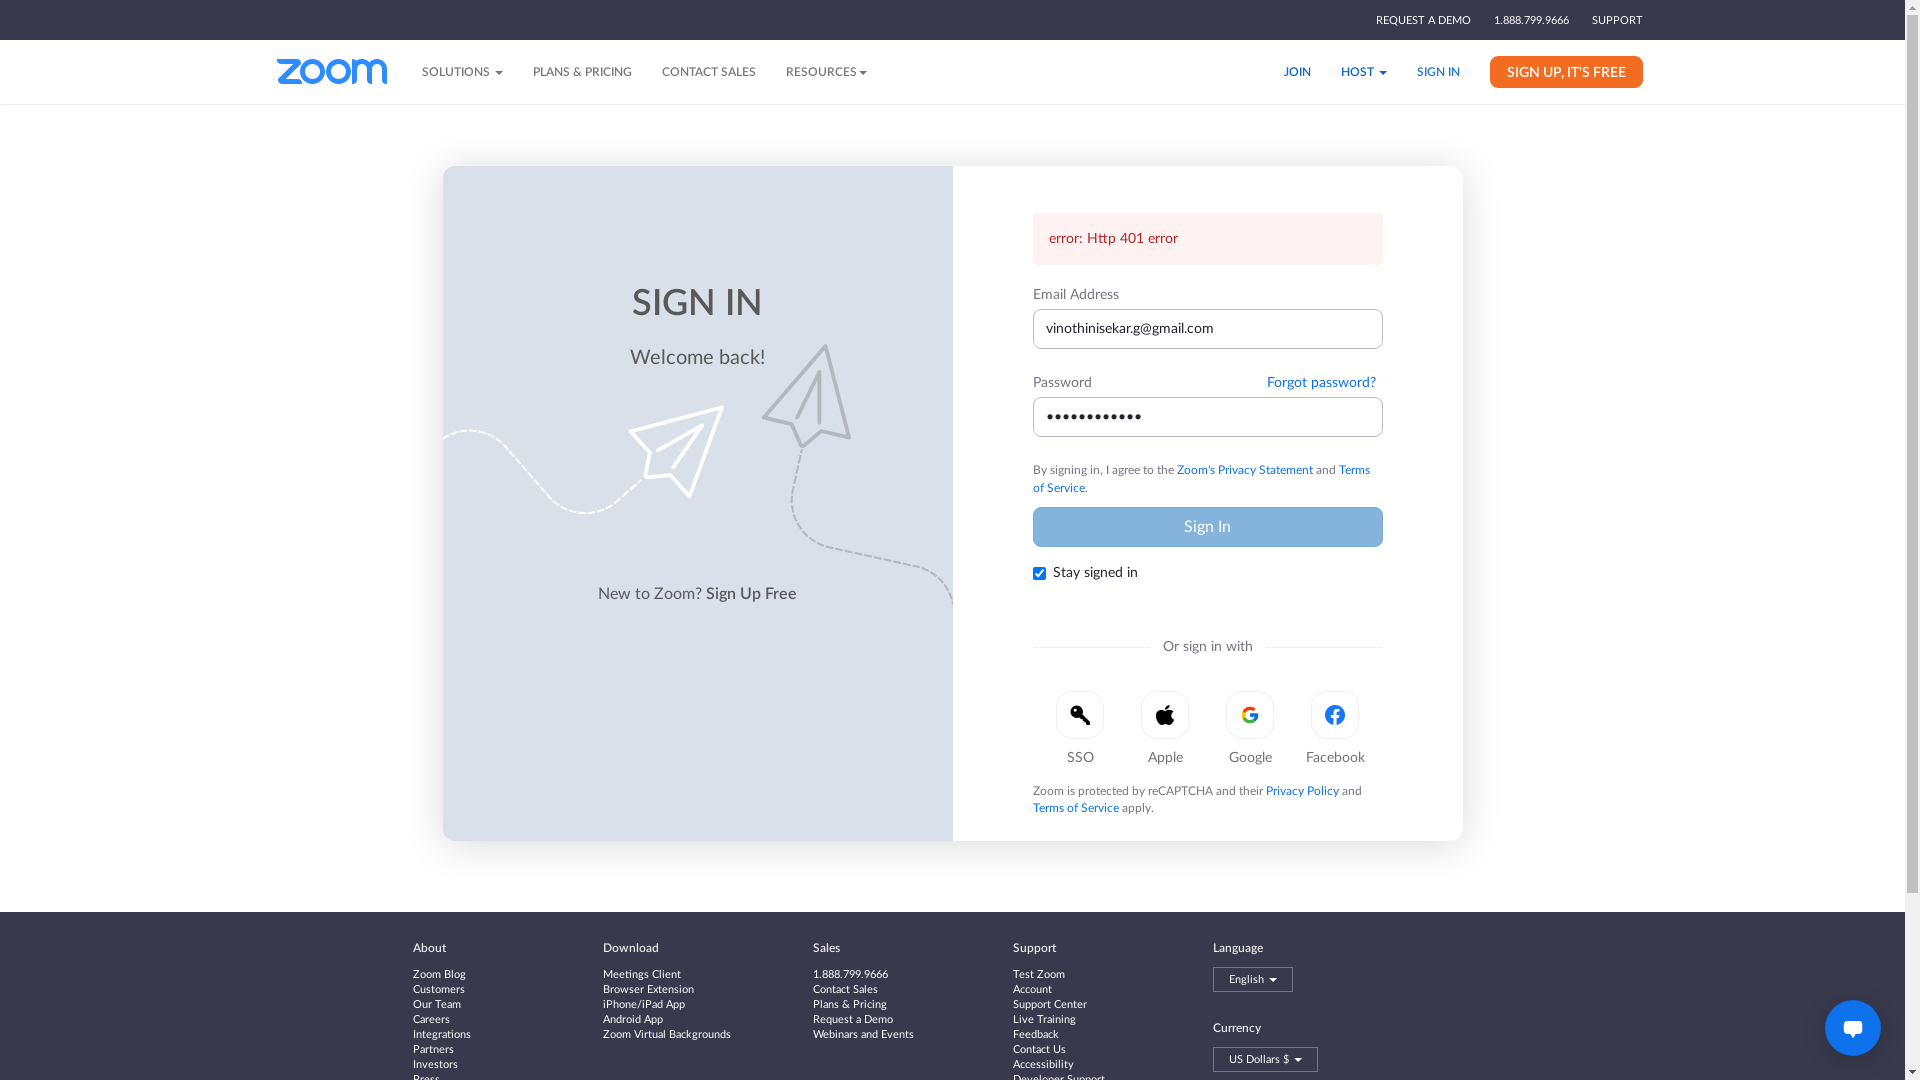 REQUEST A DEMO 1.888.799.9666 SUPPORT
zoom SOLUTIONS PLANS & PRICING CONTACT SALES RESOURCES JOIN HOST SIGN IN SIGN UP, IT'S FREE
error: Http 401 error
SIGN IN
Welcome back!
New to Zoom? Sign Up Free
Email Address
vinothinisekar.g@gmail.com
Password Forgot password?
••••••••••••
By signing in, I agree to the Zoom's Privacy Statement and Terms
of Service.
Sign In
Stay signed in
Or sign in with
SSO Apple Google Facebook
Zoom is protected by reCAPTCHA and their Privacy Policy and
Terms of Service apply.
About
Zoom Blog
Customers
Our Team
Careers
Integrations
Partners
Investors
Press
Download
Meetings Client
Browser Extension
iPhone/iPad App
Android App
Zoom Virtual Backgrounds
Sales
1.888.799.9666
Contact Sales
Plans & Pricing
Request a Demo
Webinars and Events
Support
Test Zoom
Account
Support Center
Live Training
Feedback
Contact Us
Accessibility
Developer Support
Language
English
Currency
US Dollars $